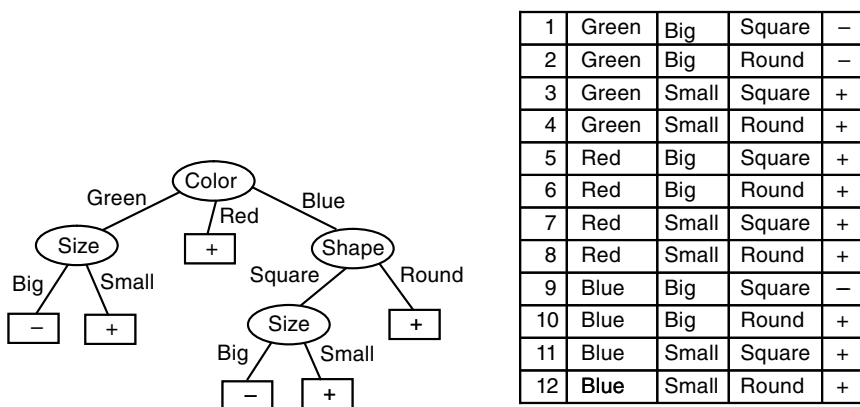 Color
Green
Red
Blue
Size
+
Shape
Big
Small
Square
Round
−
+
Size
+
Big
Small
−
+
1 Green Big Square −
2 Green Big Round −
3 Green Small Square +
4 Green Small Round +
5 Red Big Square +
6 Red Big Round +
7 Red Small Square +
8 Red Small Round +
9 Blue Big Square −
10 Blue Big Round +
11 Blue Small Square +
12 Blue Small Round +